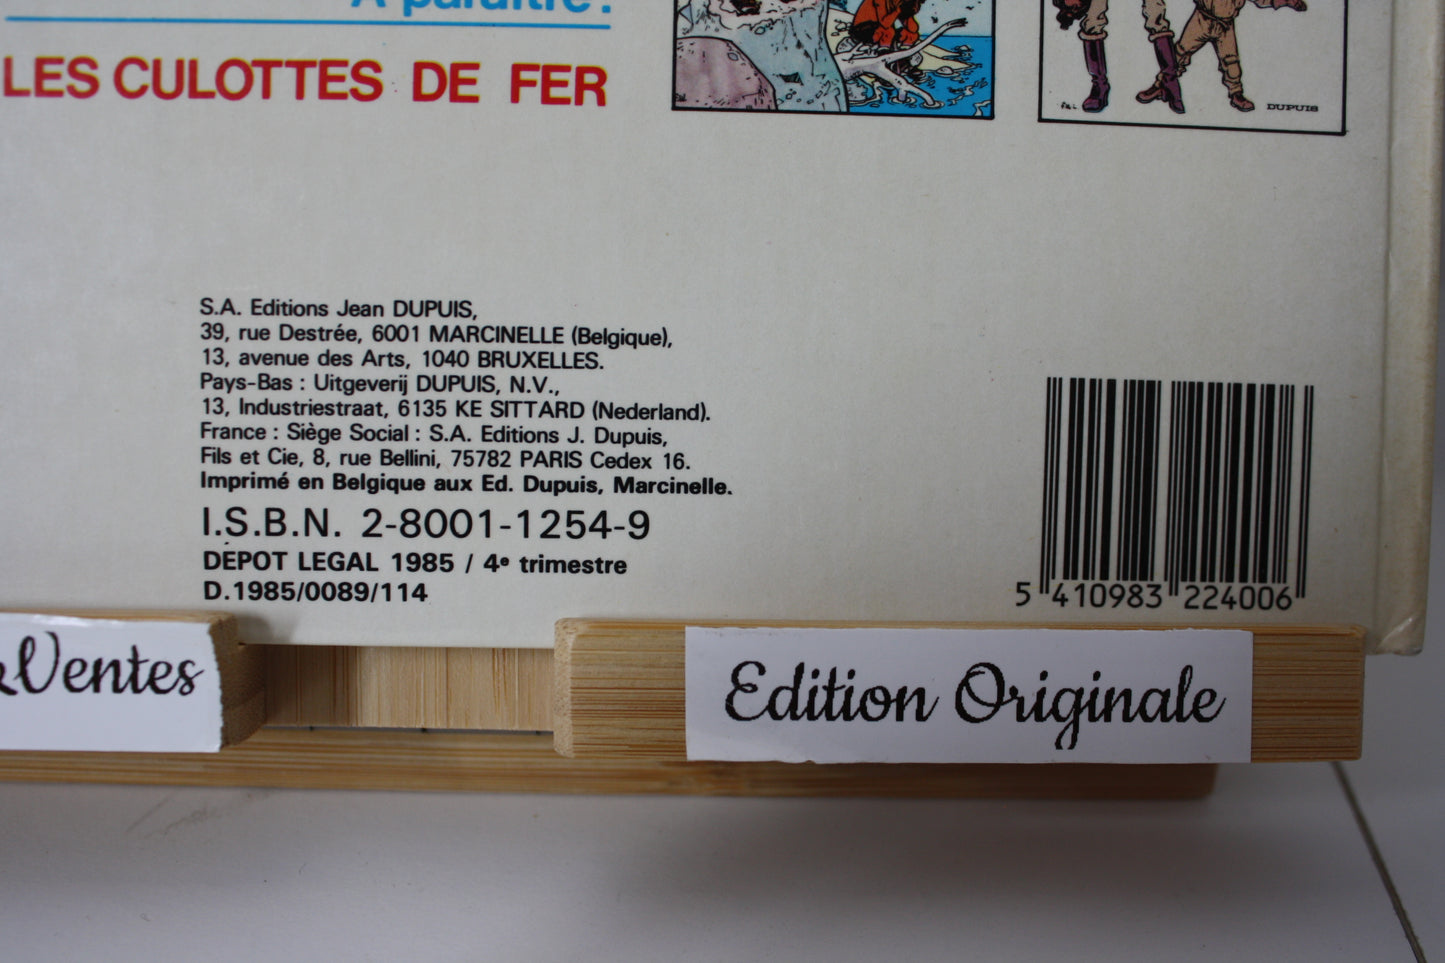 A paraître :
LES CULOTTES DE FER
DUPUIS
S.A. Editions Jean DUPUIS,
39, rue Destrée, 6001 MARCINELLE (Belgique),
13, avenue des Arts, 1040 BRUXELLES.
Pays-Bas : Uitgeverij DUPUIS, N.V.,
13, Industriestraat, 6135 KE SITTARD (Nederland).
France : Siège Social : S.A. Editions J. Dupuis,
Fils et Cie, 8, rue Bellini, 75782 PARIS Cedex 16.
Imprimé en Belgique aux Ed. Dupuis, Marcinelle.
I.S.B.N. 2-8001-1254-9
DÉPOT LEGAL 1985 / 4e trimestre
D.1985/0089/114
5 410983 224006
&Ventes
Edition Originale